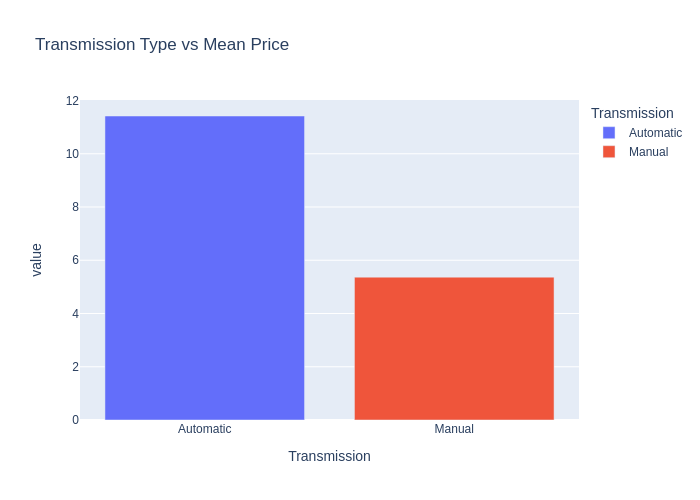 Transmission Type vs Mean Price
Transmission
Automatic
Manual
12
10
8
6
4
2
0
value
Automatic
Manual
Transmission